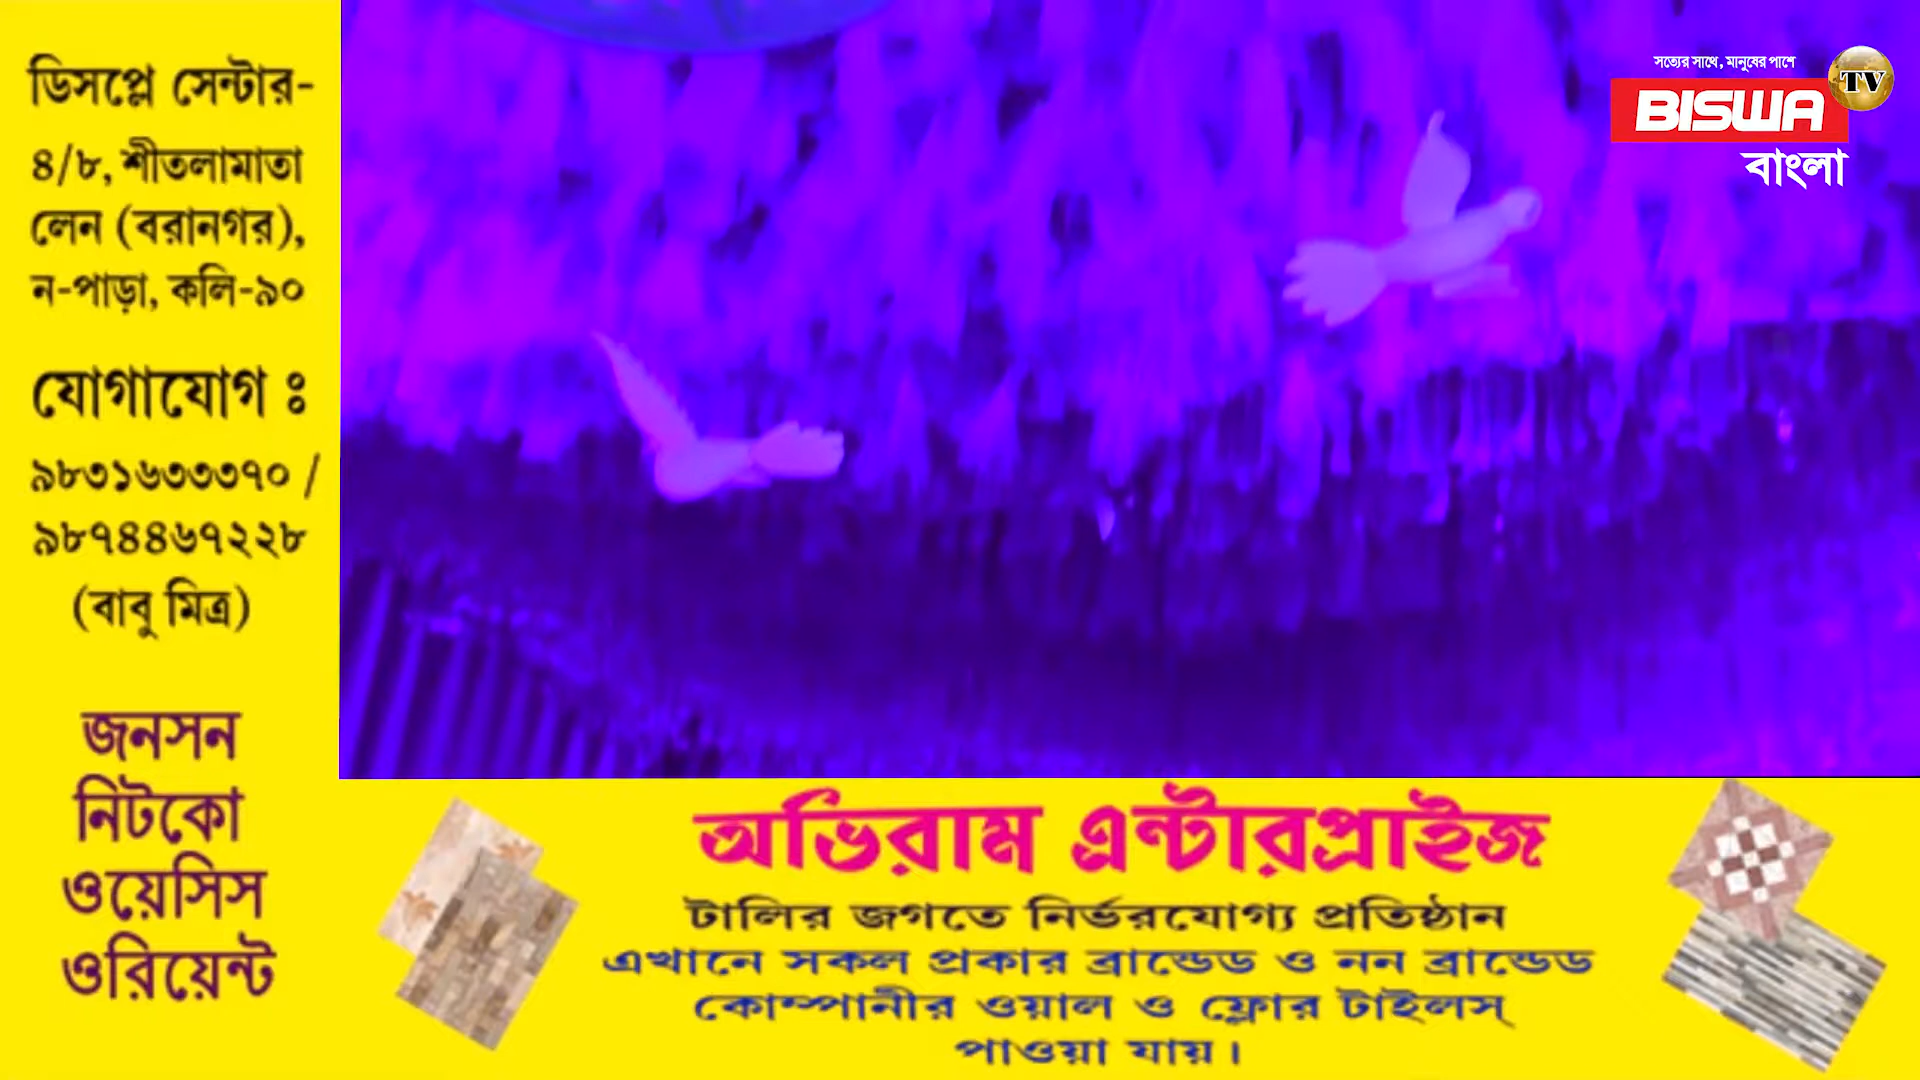 ডিসপ্লে সেন্টার-
৪/৮, শীতলামাতা
লেন (বরানগর),
ন-পাড়া, কলি-৯০
যোগাযোগ ঃ
৯৮৩১৬৩৩৩৭০ /
৯৮৭৪৪৬৭২২৮
(বাবু মিত্র)
জনসন
নিটকো
ওয়েসিস
ওরিয়েন্ট
সত্যের সাথে, মানুষের পাশে
TV
BISWA
বাংলা
অভিরাম এন্টারপ্রাইজ
টালির জগতে নির্ভরযোগ্য প্রতিষ্ঠান
এখানে সকল প্রকার ব্রান্ডেড ও নন ব্রান্ডেড
কোম্পানীর ওয়াল ও ফ্লোর টাইলস্
পাওয়া যায়।